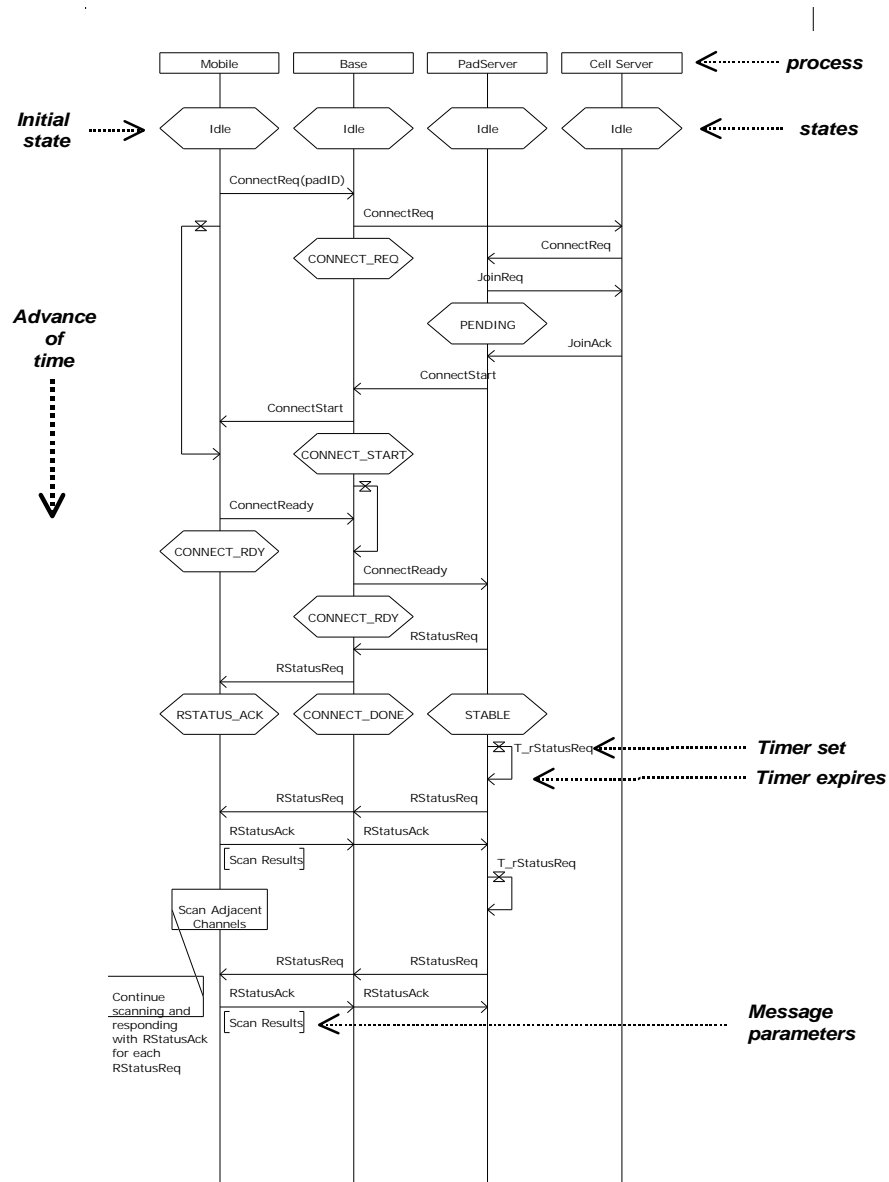 Mobile
Base
PadServer
Cell Server
process
Initial
state
Idle
Idle
Idle
Idle
states
ConnectReq(padID)
ConnectReq
ConnectReq
CONNECT_REQ
JoinReq
Advance
of
time
PENDING
JoinAck
ConnectStart
ConnectStart
CONNECT_START
ConnectReady
CONNECT_RDY
ConnectReady
CONNECT_RDY
RStatusReq
RStatusReq
RSTATUS_ACK
CONNECT_DONE
STABLE
T_rStatusReq
Timer set
Timer expires
RStatusReq
RStatusReq
RStatusAck
RStatusAck
Scan Results
T_rStatusReq
Scan Adjacent
Channels
RStatusReq
RStatusReq
RStatusAck
RStatusAck
Continue
scanning and
responding
with RStatusAck
for each
RStatusReq
Scan Results
Message
parameters